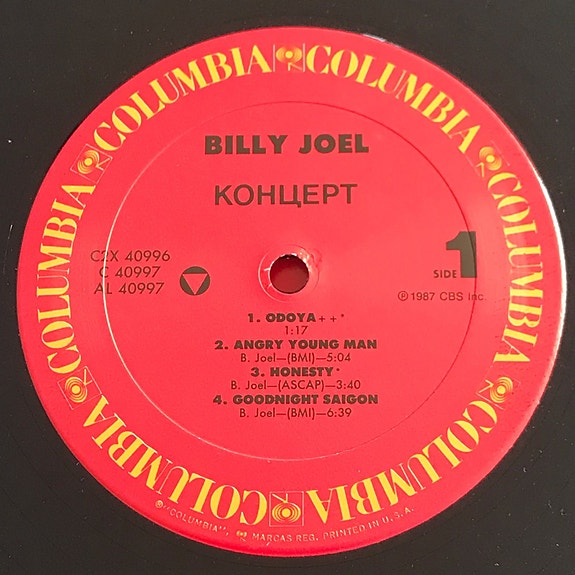 COLUMBIA COLUMBIA COLUMBIA COLUMBIA COLUMBIA COLUMBIA COLUMBIA COLUMBIA
BILLY JOEL
КОНЦЕРТ
C2X 40996
C 40997
AL 40997
SIDE 1
℗ 1987 CBS Inc.
1. ODOYA++*
1:17
2. ANGRY YOUNG MAN
B. Joel—(BMI)—5:04
3. HONESTY*
B. Joel—(ASCAP)—3:40
4. GOODNIGHT SAIGON
B. Joel—(BMI)—6:39
"COLUMBIA", MARCAS REG. PRINTED IN U.S.A.